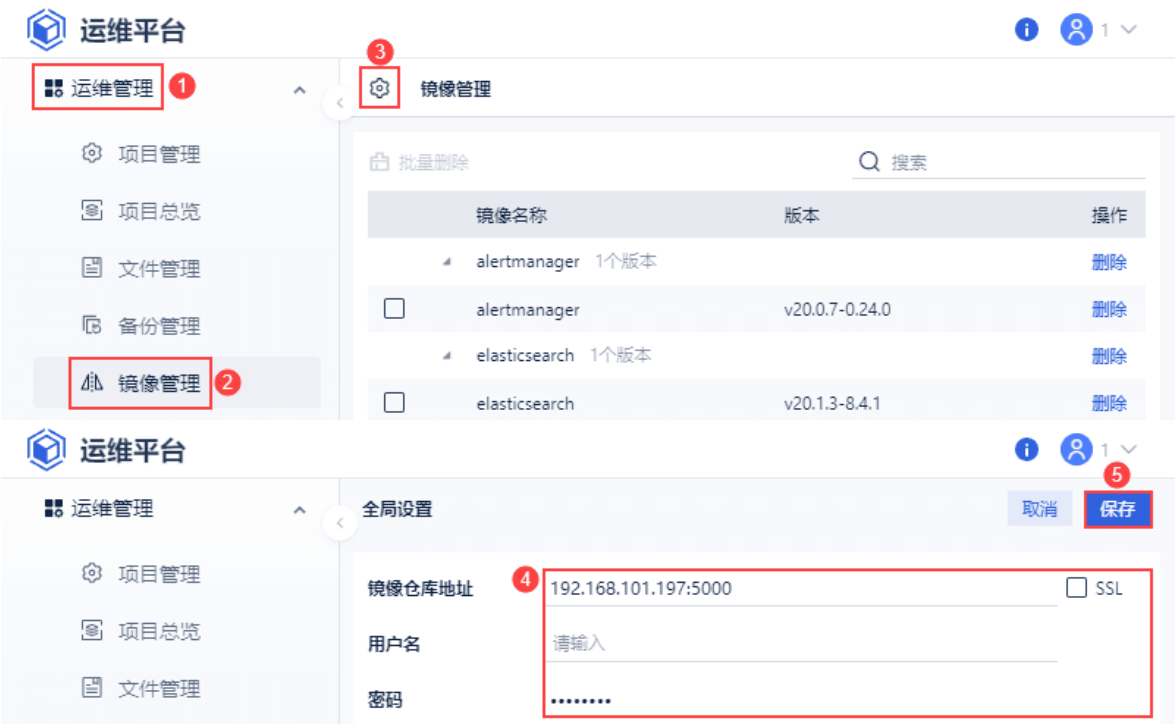 运维平台
1
运维管理 1
3
镜像管理
项目管理
项目总览
文件管理
备份管理
镜像管理 2
批量删除
搜索
镜像名称 版本 操作
alertmanager 1个版本 删除
alertmanager v20.0.7-0.24.0 删除
elasticsearch 1个版本 删除
elasticsearch v20.1.3-8.4.1 删除
运维平台
1
运维管理
项目管理
项目总览
文件管理
全局设置
取消
5
保存
镜像仓库地址 4 192.168.101.197:5000 SSL
用户名 请输入
密码 ••••••••